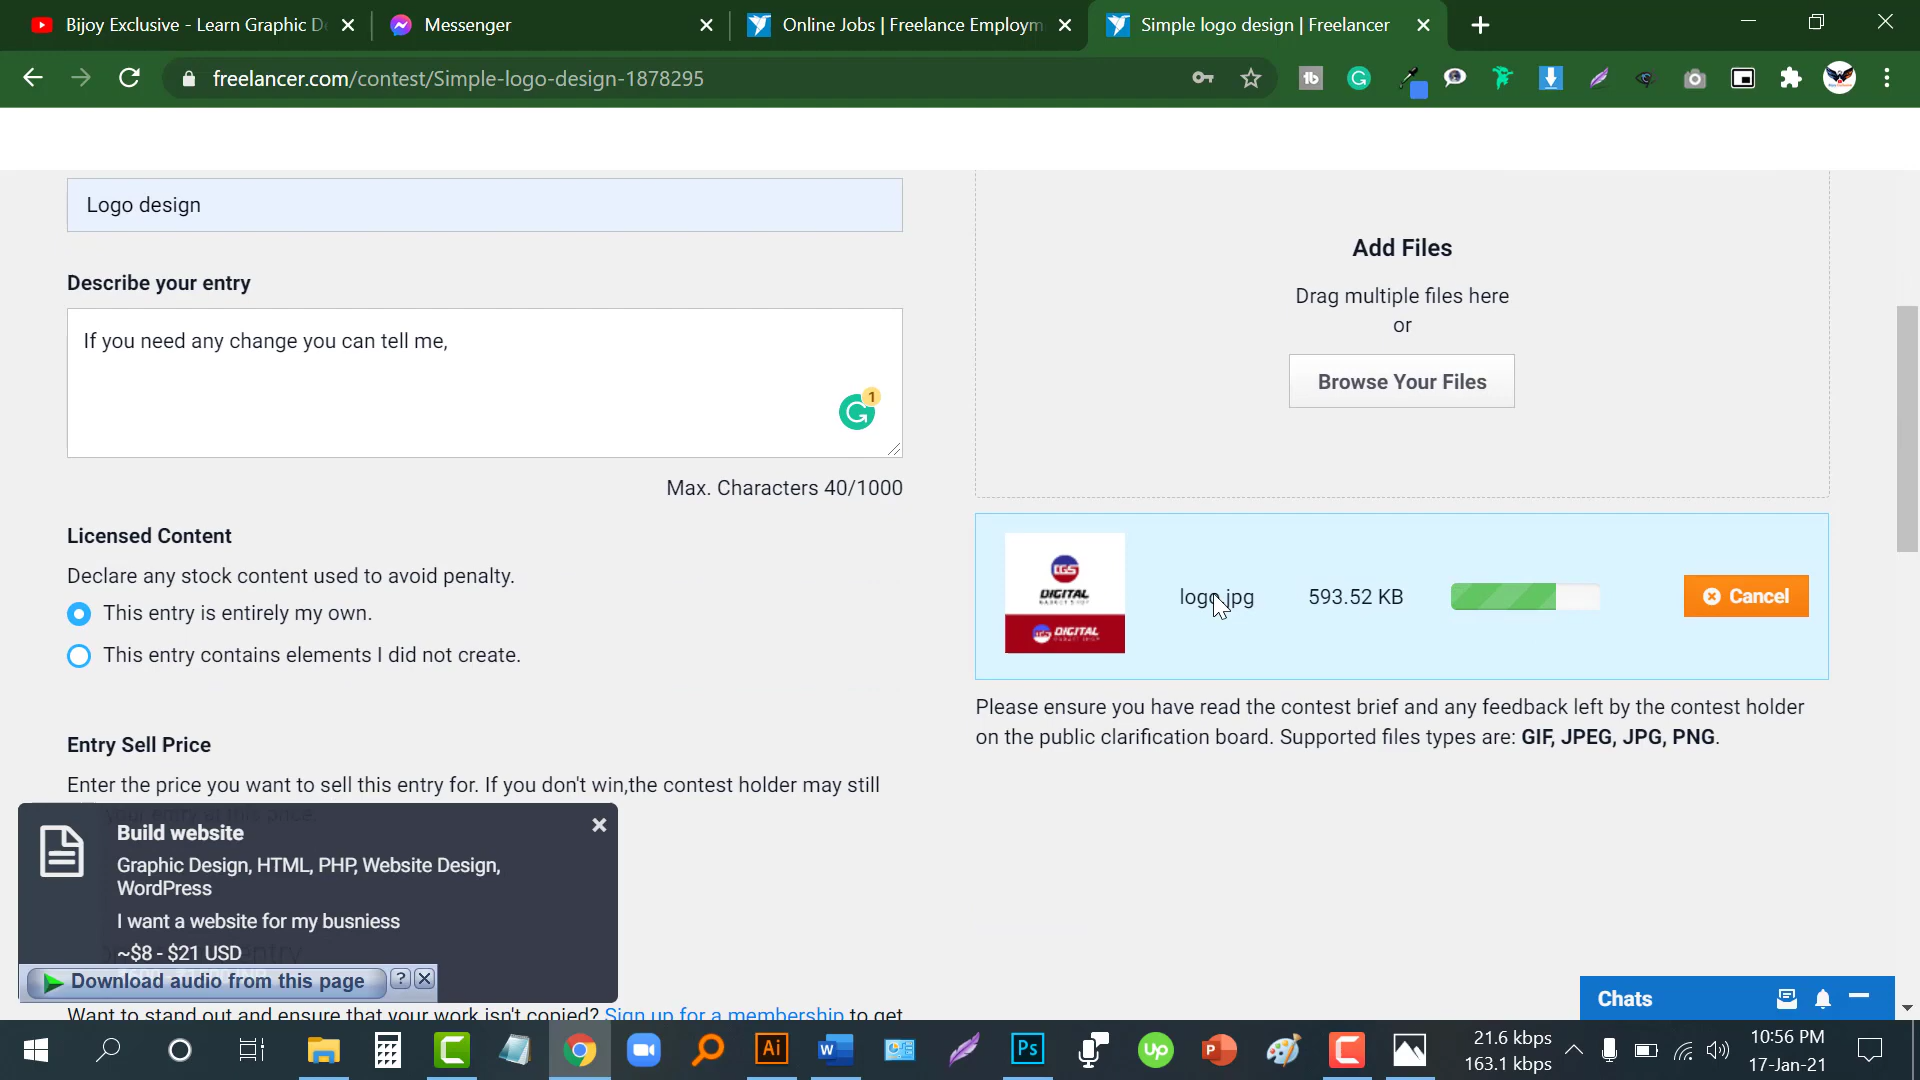 Bijoy Exclusive - Learn Graphic De
Messenger
Online Jobs | Freelance Employm
Simple logo design | Freelancer
freelancer.com/contest/Simple-logo-design-1878295
Logo design
Describe your entry
If you need any change you can tell me,
1
Max. Characters 40/1000
Licensed Content
Declare any stock content used to avoid penalty.
This entry is entirely my own.
This entry contains elements I did not create.
Entry Sell Price
Enter the price you want to sell this entry for. If you don't win,the contest holder may still
Build website
Graphic Design, HTML, PHP, Website Design,
WordPress
I want a website for my busniess
~$8 - $21 USD
Download audio from this page
?
Want to stand out and ensure that your work isn't copied? Sign up for a membership to get
Add Files
Drag multiple files here
or
Browse Your Files
DIGITAL
DIGITAL
logo.jpg
593.52 KB
Cancel
Please ensure you have read the contest brief and any feedback left by the contest holder
on the public clarification board. Supported files types are: GIF, JPEG, JPG, PNG.
Chats
Ai
W
Ps
Up
P
21.6 kbps
163.1 kbps
10:56 PM
17-Jan-21